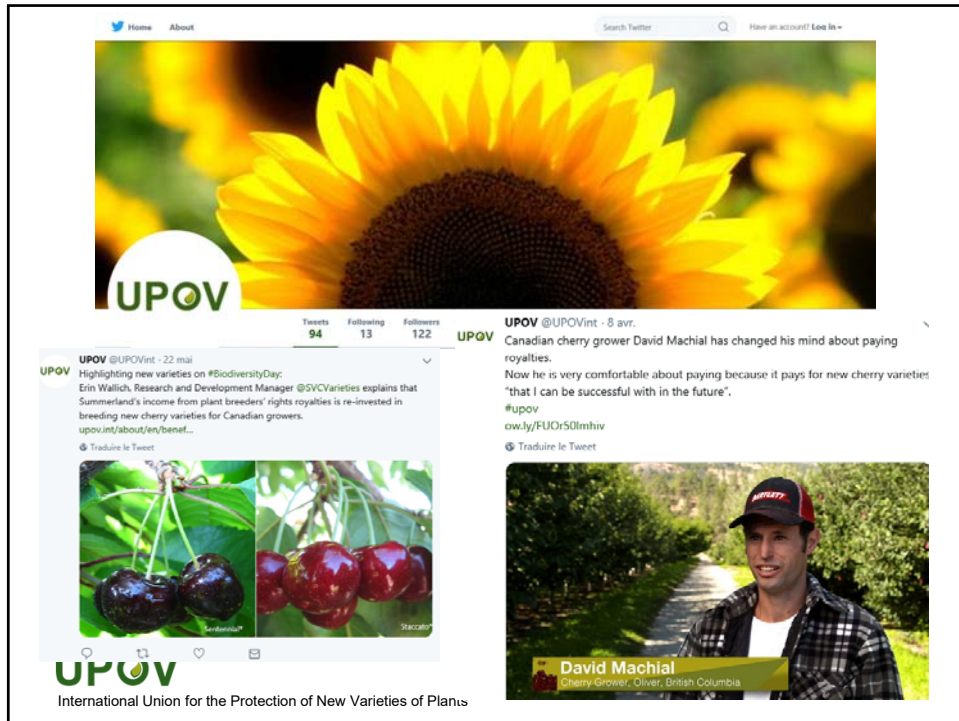 Home About
Search Twitter
Have an account? Log in
UPOV
Tweets Following Followers
94 13 122
UPOV
UPOV @UPOVint · 22 mai
Highlighting new varieties on #BiodiversityDay:
Erin Wallich, Research and Development Manager @SVCVarieties explains that
Summerland's income from plant breeders' rights royalties is re-invested in
breeding new cherry varieties for Canadian growers.
upov.int/about/en/benef...
Traduire le Tweet
Sentennial*
Staccato*
UPOV
UPOV @UPOVint · 8 avr.
Canadian cherry grower David Machial has changed his mind about paying
royalties.
Now he is very comfortable about paying because it pays for new cherry varieties
"that I can be successful with in the future".
#upov
ow.ly/FUOr50lmhiv
Traduire le Tweet
BARTLETT
David Machial
Cherry Grower, Oliver, British Columbia
UPOV
International Union for the Protection of New Varieties of Plants